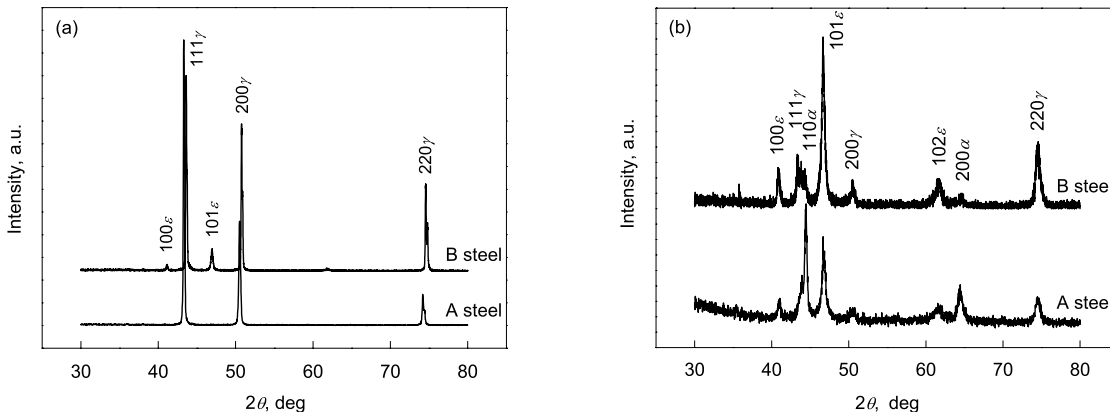 (a)
111γ
200γ
220γ
100ε
101ε
B steel
A steel
Intensity, a.u.
30 40 50 60 70 80
2θ, deg
(b)
101ε
100ε
111γ
110α
200γ
102ε
200α
220γ
B stee
A stee
Intensity, a.u.
30 40 50 60 70 80
2θ, deg